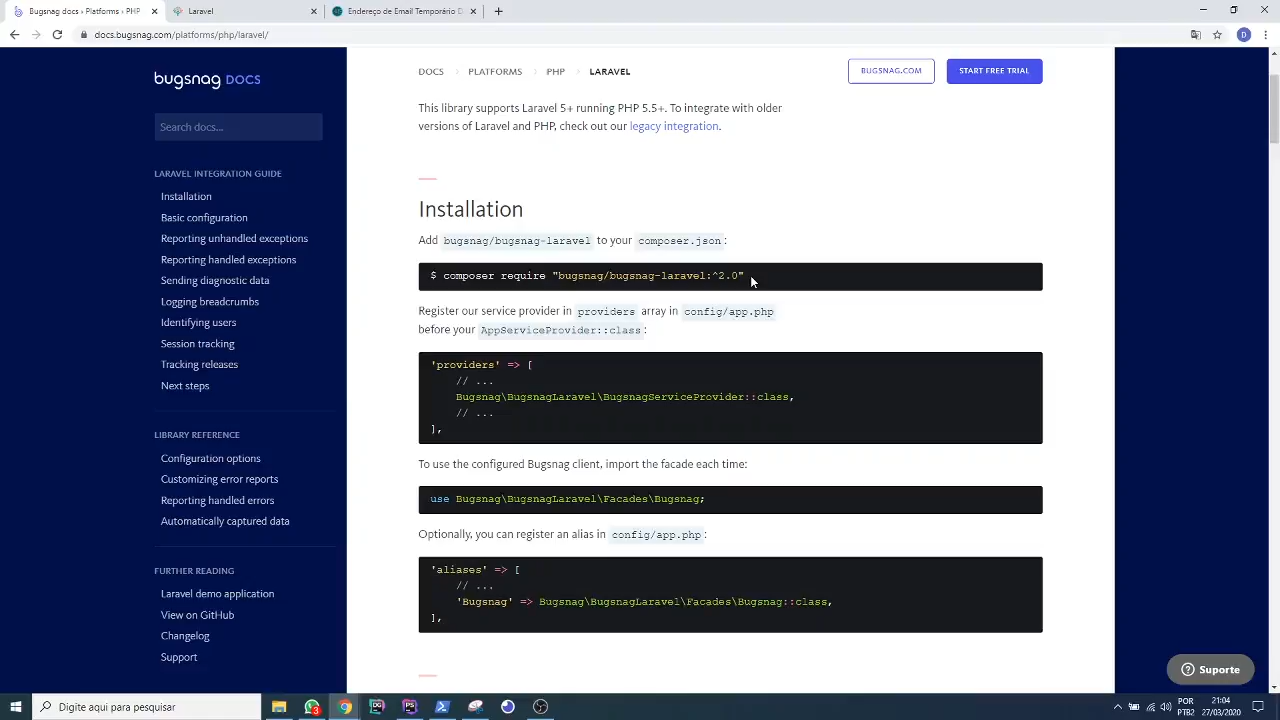 Bugsnag docs › Platforms › PHP
Laravel
Endereço de Email Temporário D
docs.bugsnag.com/platforms/php/laravel/
D
bugsnag DOCS
Search docs...
LARAVEL INTEGRATION GUIDE
Installation
Basic configuration
Reporting unhandled exceptions
Reporting handled exceptions
Sending diagnostic data
Logging breadcrumbs
Identifying users
Session tracking
Tracking releases
Next steps
LIBRARY REFERENCE
Configuration options
Customizing error reports
Reporting handled errors
Automatically captured data
FURTHER READING
Laravel demo application
View on GitHub
Changelog
Support
DOCS > PLATFORMS > PHP > LARAVEL
BUGSNAG.COM
START FREE TRIAL
This library supports Laravel 5+ running PHP 5.5+. To integrate with older
versions of Laravel and PHP, check out our legacy integration.
Installation
Add bugsnag/bugsnag-laravel to your composer.json:
$ composer require "bugsnag/bugsnag-laravel:^2.0"
Register our service provider in providers array in config/app.php
before your AppServiceProvider::class:
'providers' => [
// ...
Bugsnag\BugsnagLaravel\BugsnagServiceProvider::class,
// ...
],
To use the configured Bugsnag client, import the facade each time:
use Bugsnag\BugsnagLaravel\Facades\Bugsnag;
Optionally, you can register an alias in config/app.php:
'aliases' => [
// ...
'Bugsnag' => Bugsnag\BugsnagLaravel\Facades\Bugsnag::class,
],
Suporte
Digite aqui para pesquisar
3
DG
PS
POR
PTB2
21:04
27/03/2020